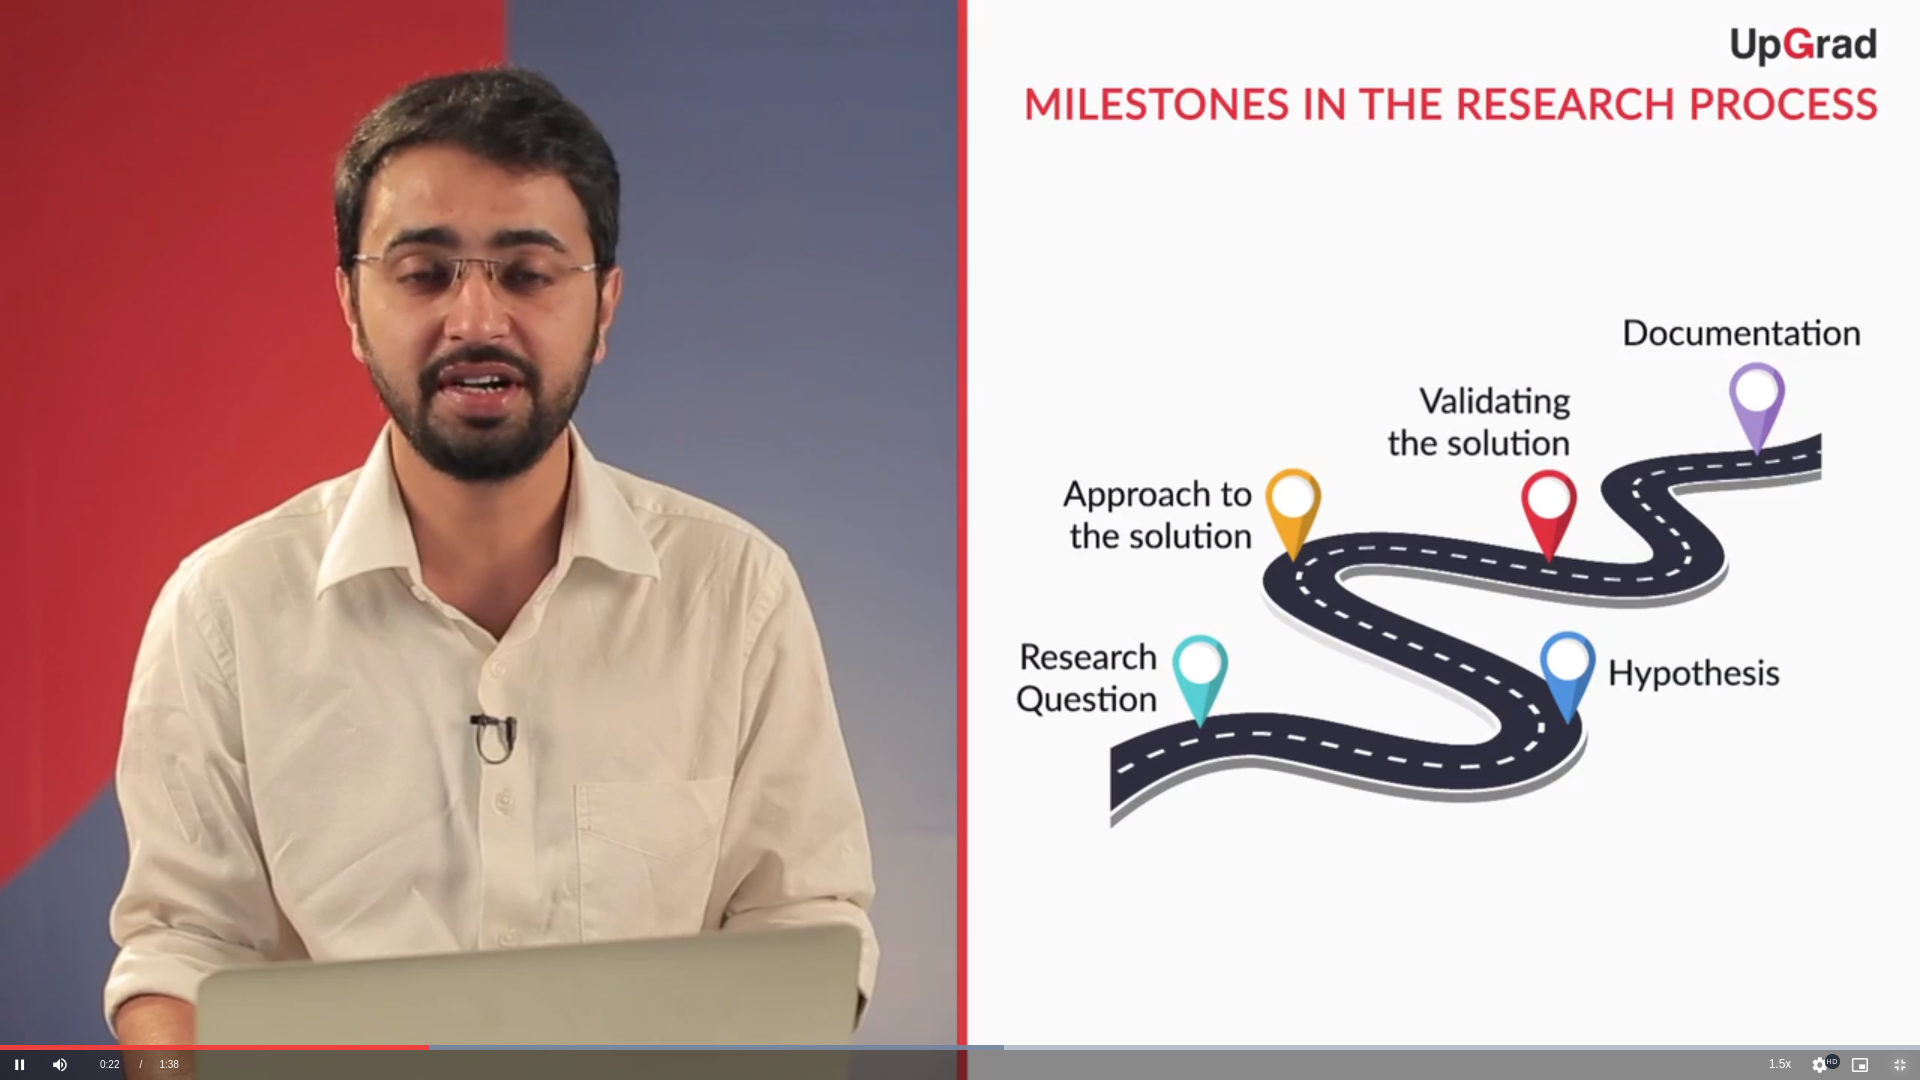 UpGrad
MILESTONES IN THE RESEARCH PROCESS
Documentation
Validating
the solution
Approach to
the solution
Research
Question
Hypothesis
0:22 / 1:38
1.5x
HD